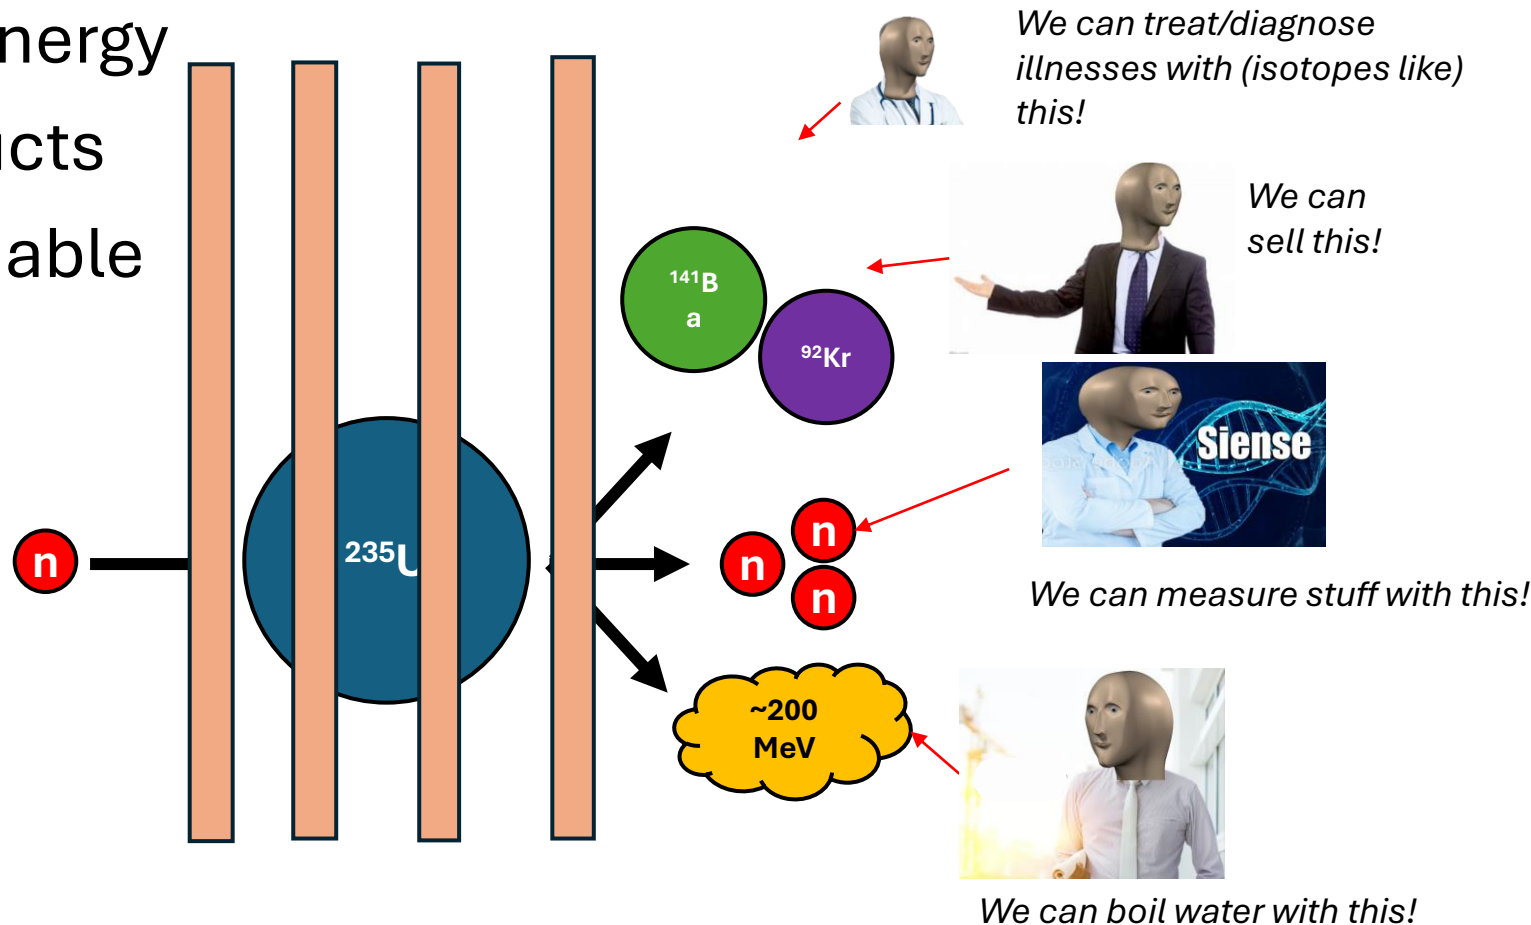 nergy
ucts
able
We can treat/diagnose
illnesses with (isotopes like)
this!
We can
sell this!
141B
a
92Kr
Siense
n
235U
n
n
n
We can measure stuff with this!
~200
MeV
We can boil water with this!